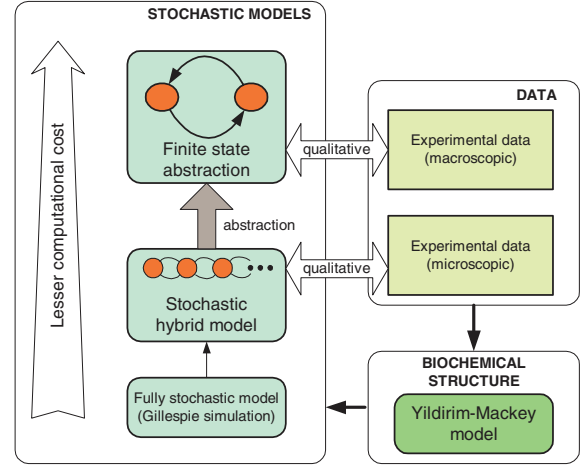 STOCHASTIC MODELS
Lesser computational cost
Finite state
abstraction
abstraction
Stochastic
hybrid model
Fully stochastic model
(Gillespie simulation)
qualitative
qualitative
DATA
Experimental data
(macroscopic)
Experimental data
(microscopic)
BIOCHEMICAL
STRUCTURE
Yildirim-Mackey
model